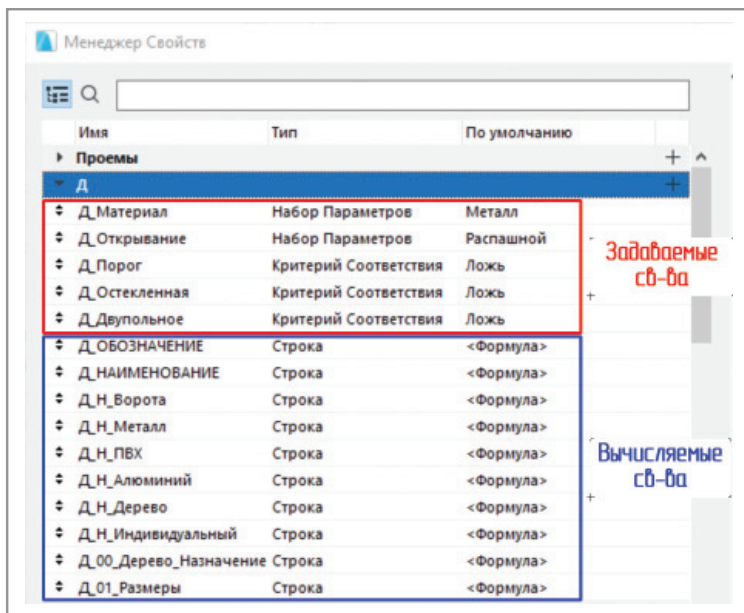 Менеджер Свойств
Имя Тип По умолчанию
Проемы
Д
Д_Материал Набор Параметров Металл
Д_Открывание Набор Параметров Распашной
Д_Порог Критерий Соответствия Ложь
Д_Остекленная Критерий Соответствия Ложь
Д_Двупольное Критерий Соответствия Ложь
Задаваемые
св-ва
Д_ОБОЗНАЧЕНИЕ Строка <Формула>
Д_НАИМЕНОВАНИЕ Строка <Формула>
Д_Н_Ворота Строка <Формула>
Д_Н_Металл Строка <Формула>
Д_Н_ПВХ Строка <Формула>
Д_Н_Алюминий Строка <Формула>
Д_Н_Дерево Строка <Формула>
Д_Н_Индивидуальный Строка <Формула>
Д_00_Дерево_Назначение Строка <Формула>
Д_01_Размеры Строка <Формула>
Вычисляемые
св-ва